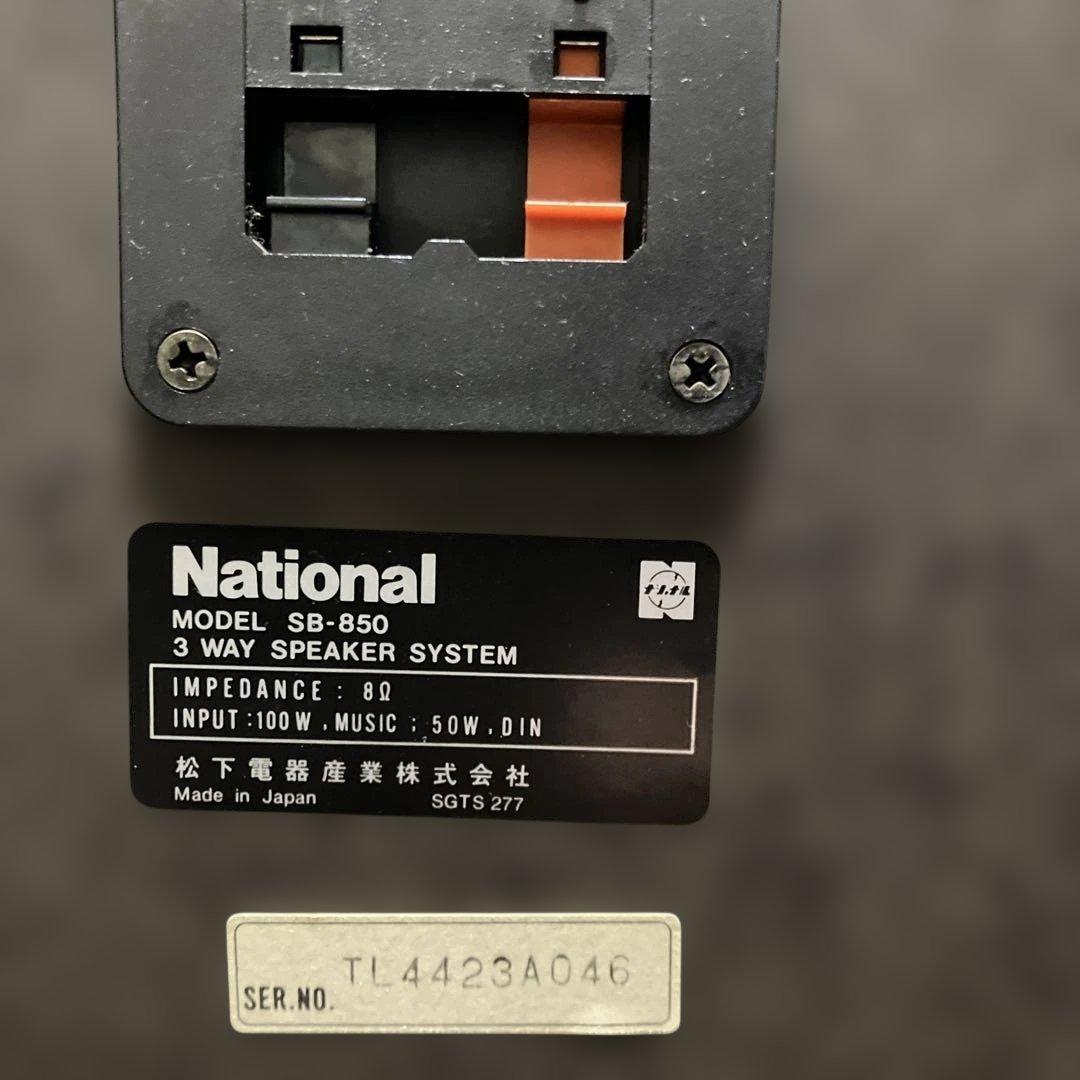 National
MODEL SB-850
3 WAY SPEAKER SYSTEM
IMPEDANCE : 8Ω
INPUT:100W, MUSIC ; 50W, DIN
松下電器産業株式会社
Made in Japan SGTS 277
TL4423A046
SER.NO.